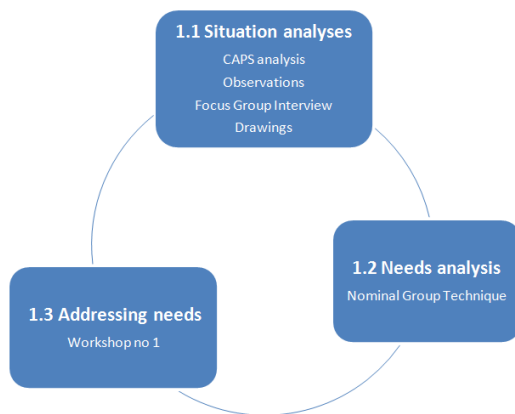 1.1 Situation analyses
CAPS analysis
Observations
Focus Group Interview
Drawings
1.2 Needs analysis
Nominal Group Technique
1.3 Addressing needs
Workshop no 1